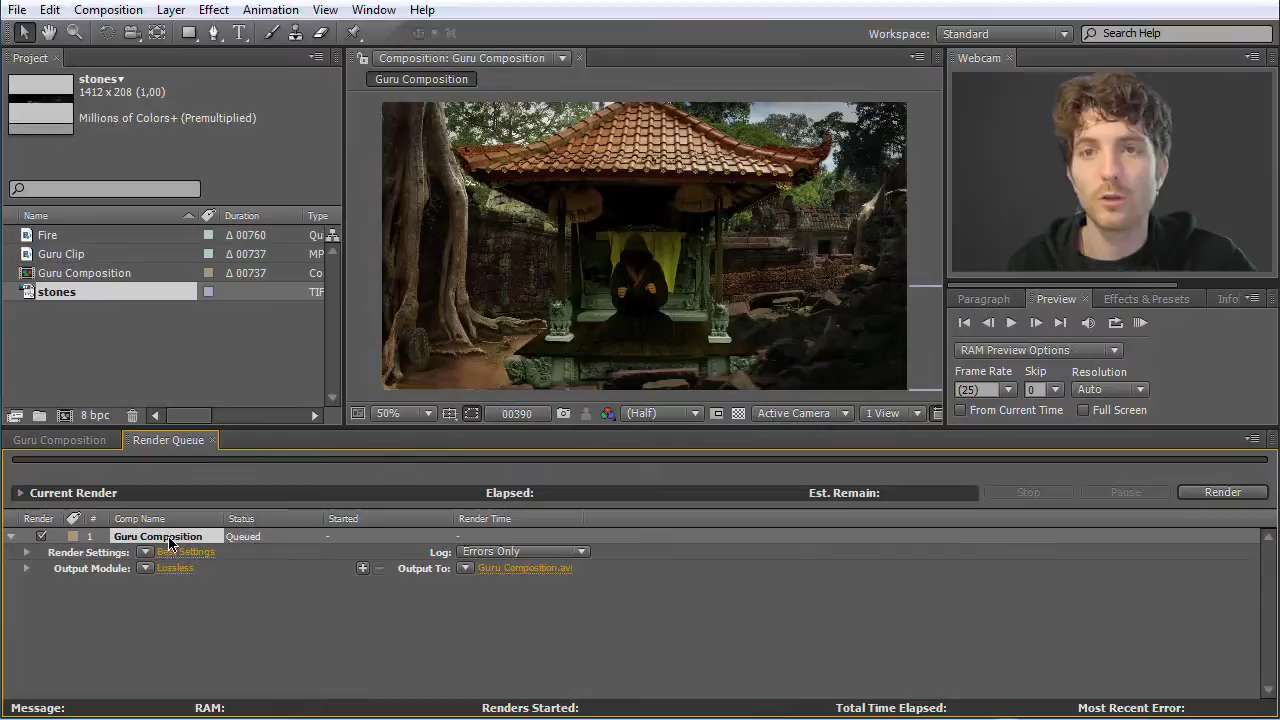 File Edit Composition Layer Effect Animation View Window Help
T Workspace: Standard Search Help
Project × Composition: Guru Composition × Webcam ×
stones▾
1412 x 208 (1,00)
Millions of Colors+ (Premultiplied)
Guru Composition
Name Duration Type
Fire Δ 00760 Qu
Guru Clip Δ 00737 MP
Guru Composition Δ 00737 Co
stones TIF
8 bpc
50% 00390 (Half) Active Camera 1 View
Paragraph Preview × Effects & Presets Info
RAM Preview Options
Frame Rate Skip Resolution
(25) 0 Auto
From Current Time Full Screen
Guru Composition Render Queue ×
Current Render Elapsed: Est. Remain: Stop Pause Render
Render # Comp Name Status Started Render Time
1 Guru Composition Queued - -
Render Settings: Best Settings Log: Errors Only
Output Module: Lossless + − Output To: Guru Composition.avi
Message: RAM: Renders Started: Total Time Elapsed: Most Recent Error: